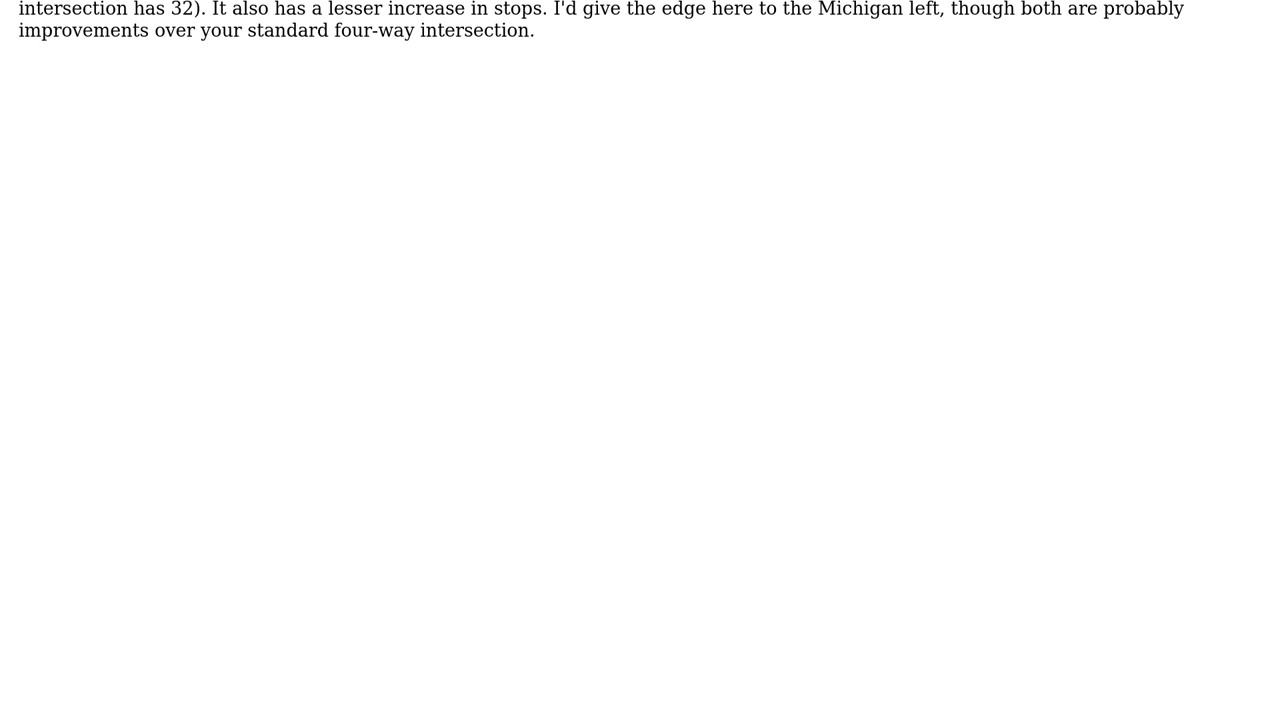 intersection has 32). It also has a lesser increase in stops. I'd give the edge here to the Michigan left, though both are probably
improvements over your standard four-way intersection.